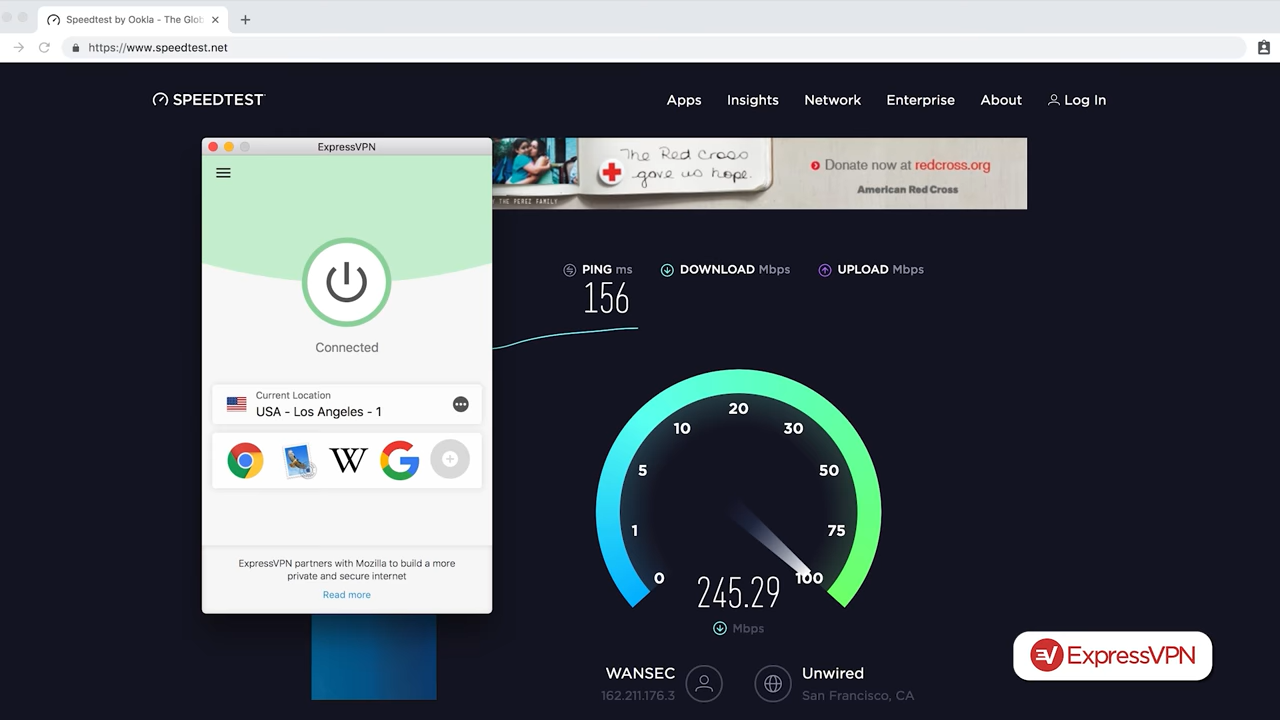 Speedtest by Ookla - The Glob
https://www.speedtest.net
SPEEDTEST
Apps
Insights
Network
Enterprise
About
Log In
ExpressVPN
The Red Cross
gave us hope.
Y THE PEREZ FAMILY
Donate now at redcross.org
American Red Cross
PING ms
DOWNLOAD Mbps
UPLOAD Mbps
156
Connected
Current Location
USA - Los Angeles - 1
W
G
ExpressVPN partners with Mozilla to build a more
private and secure internet
Read more
0
1
5
10
20
30
50
75
100
245.29
Mbps
WANSEC
162.211.176.3
Unwired
San Francisco, CA
ExpressVPN